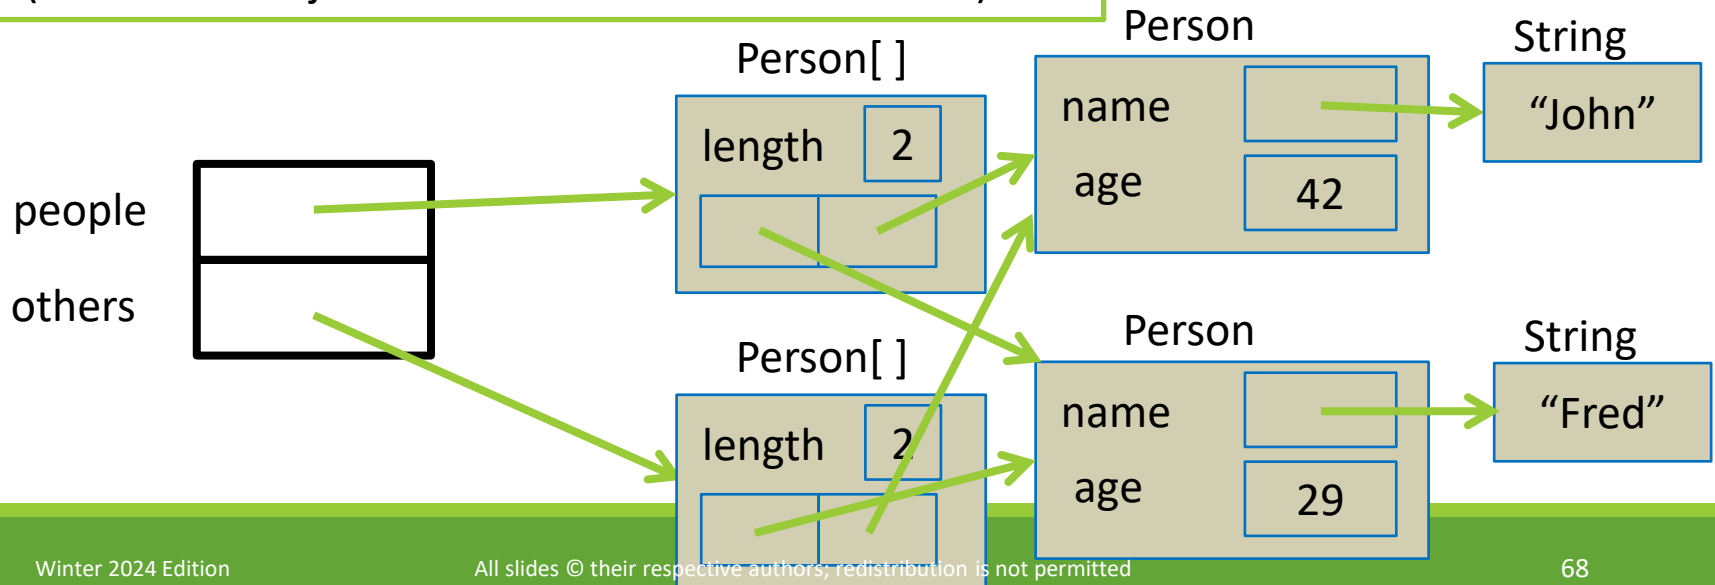 Person
String
Person[ ]
name
"John"
length 2
age 42
people
others
Person
String
Person[ ]
name
"Fred"
length 2
age 29
Winter 2024 Edition
All slides © their respective authors; redistribution is not permitted
68